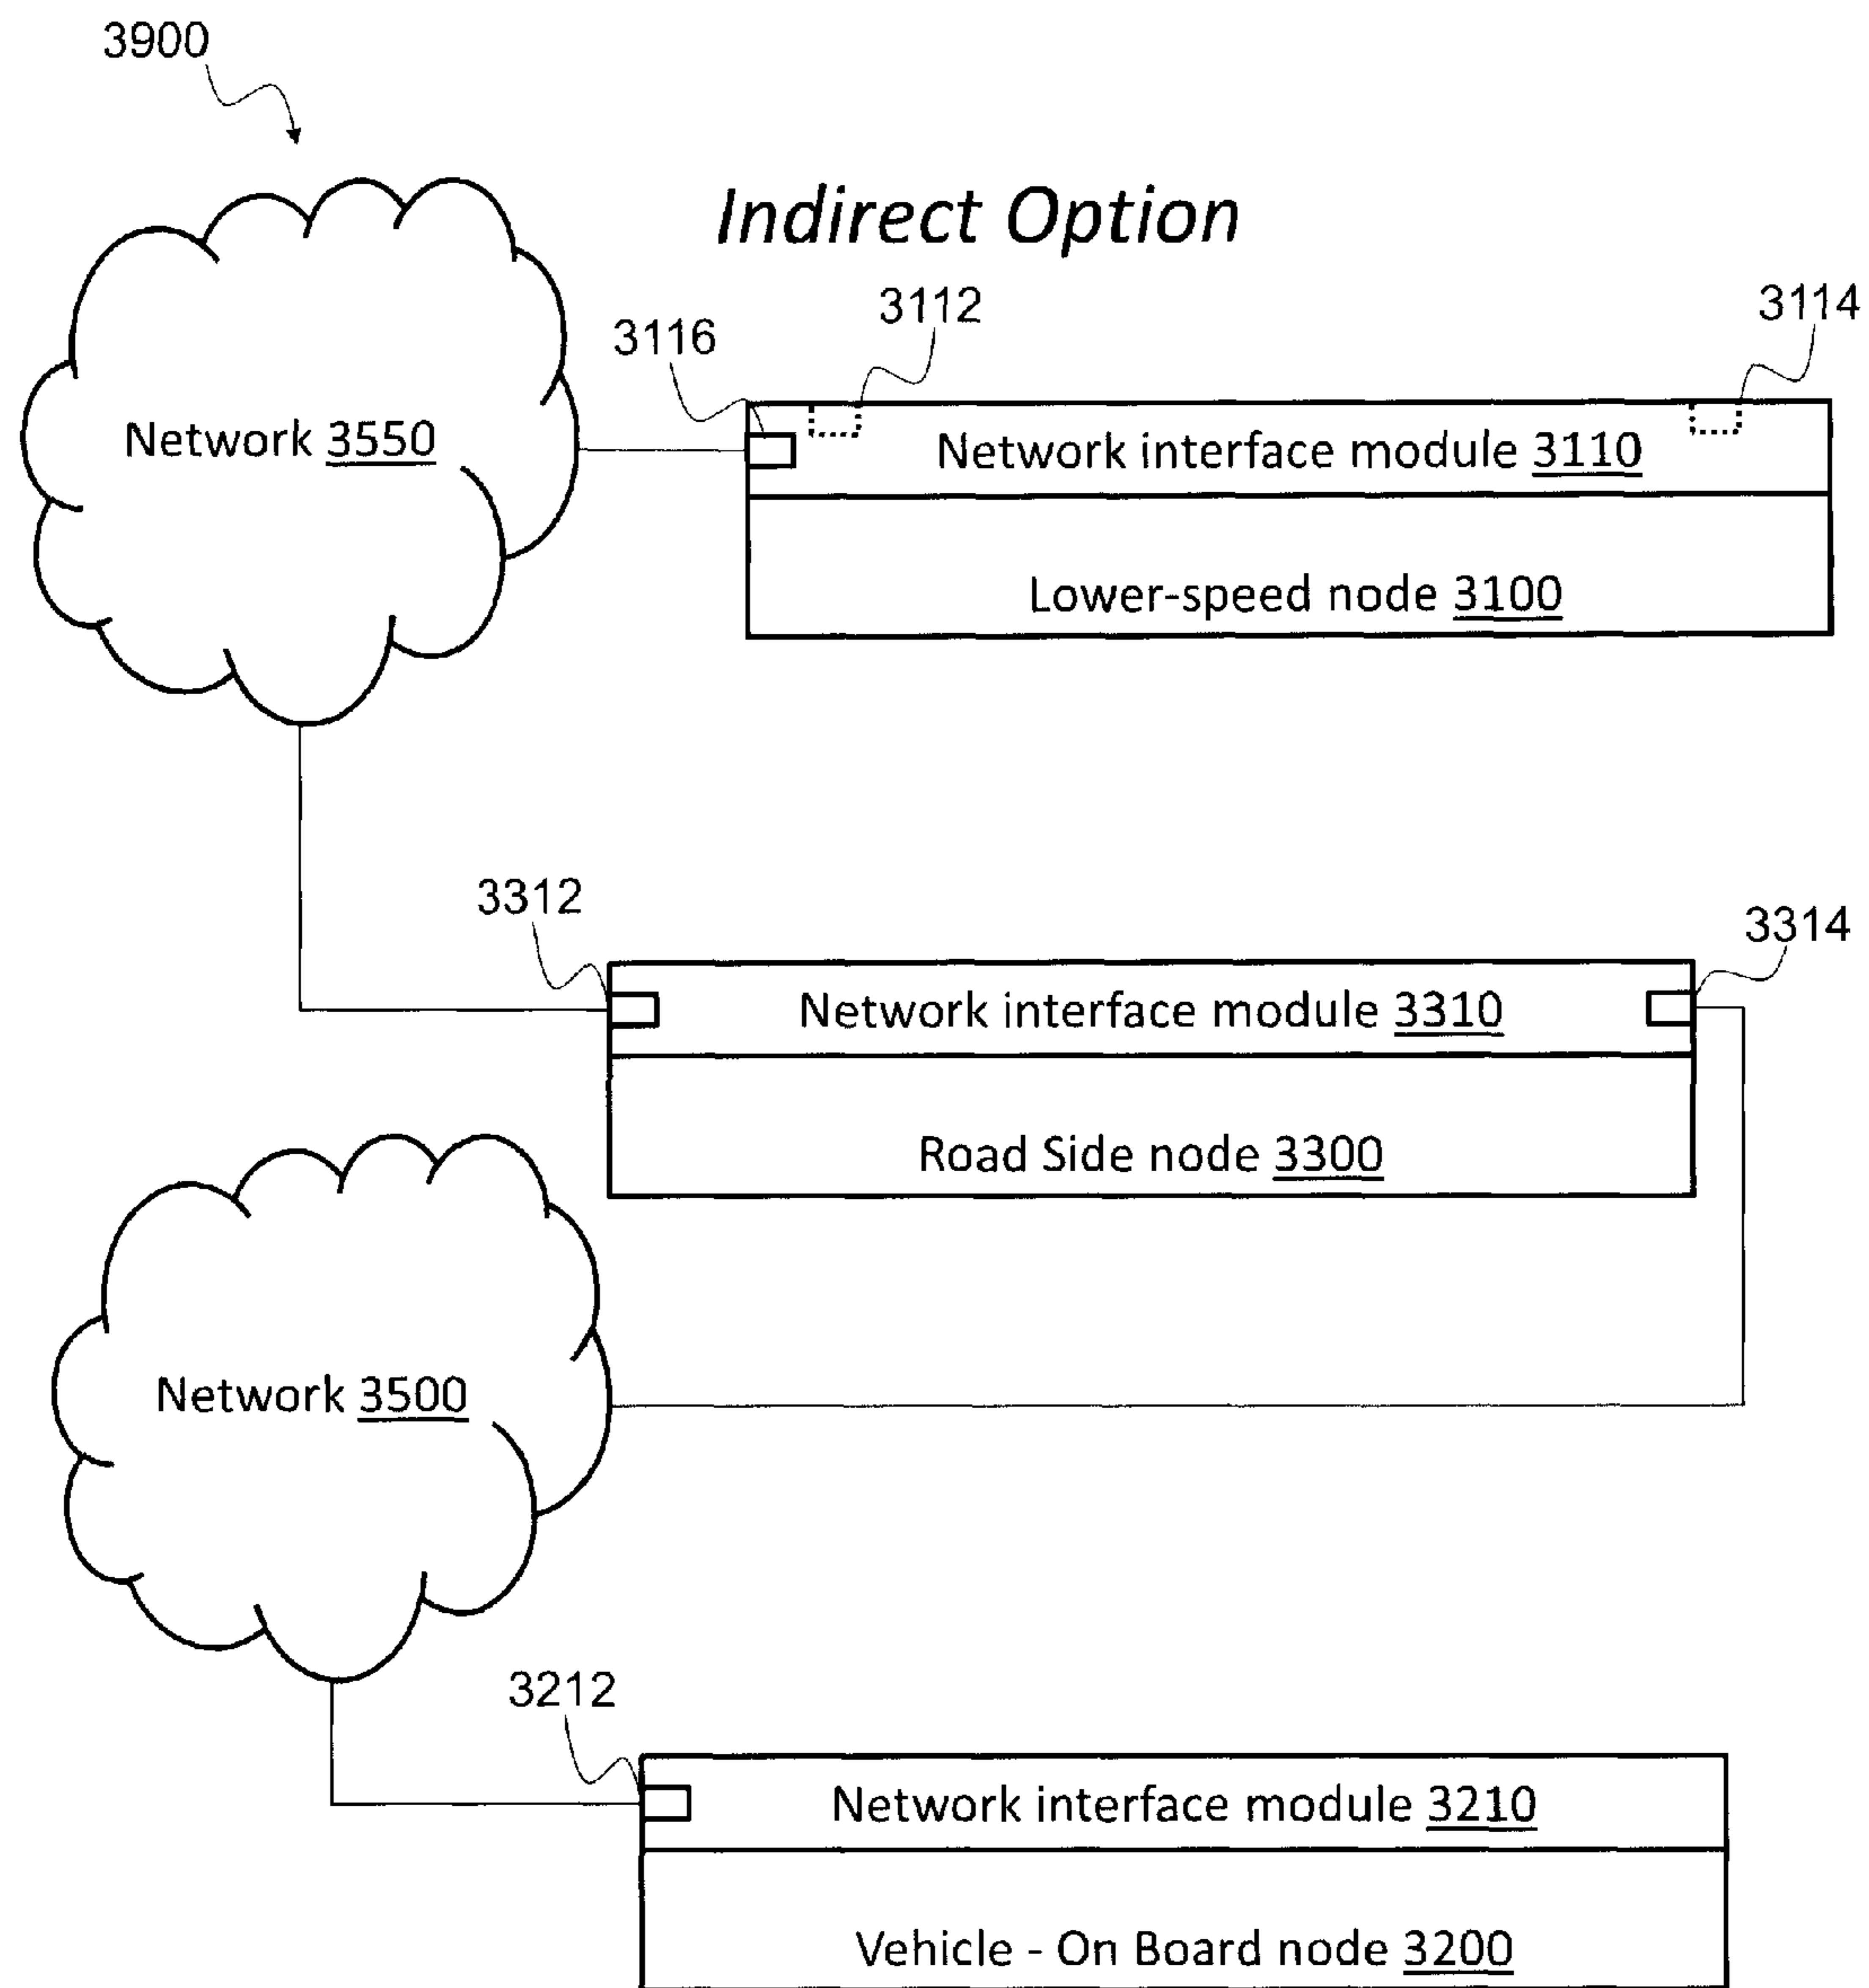 3900
Indirect Option
3112
3114
3116
Network 3550
Network interface module 3110
Lower-speed node 3100
3312
3314
Network interface module 3310
Road Side node 3300
Network 3500
3212
Network interface module 3210
Vehicle - On Board node 3200